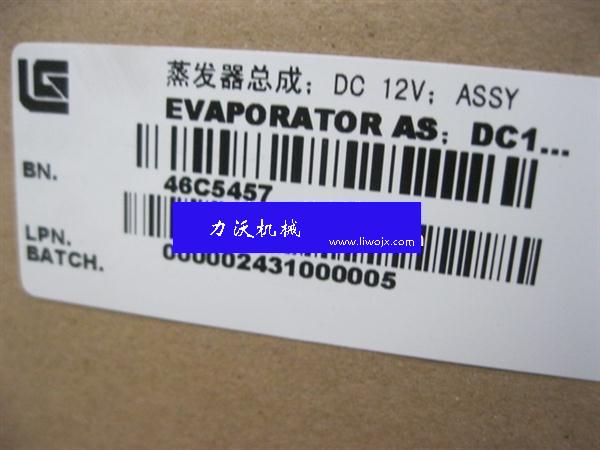 蒸发器总成；DC 12V；ASSY
EVAPORATOR AS；DC1...
BN.
46C5457
力沃机械
www.liwojx.com
LPN.
BATCH.
000002431000005